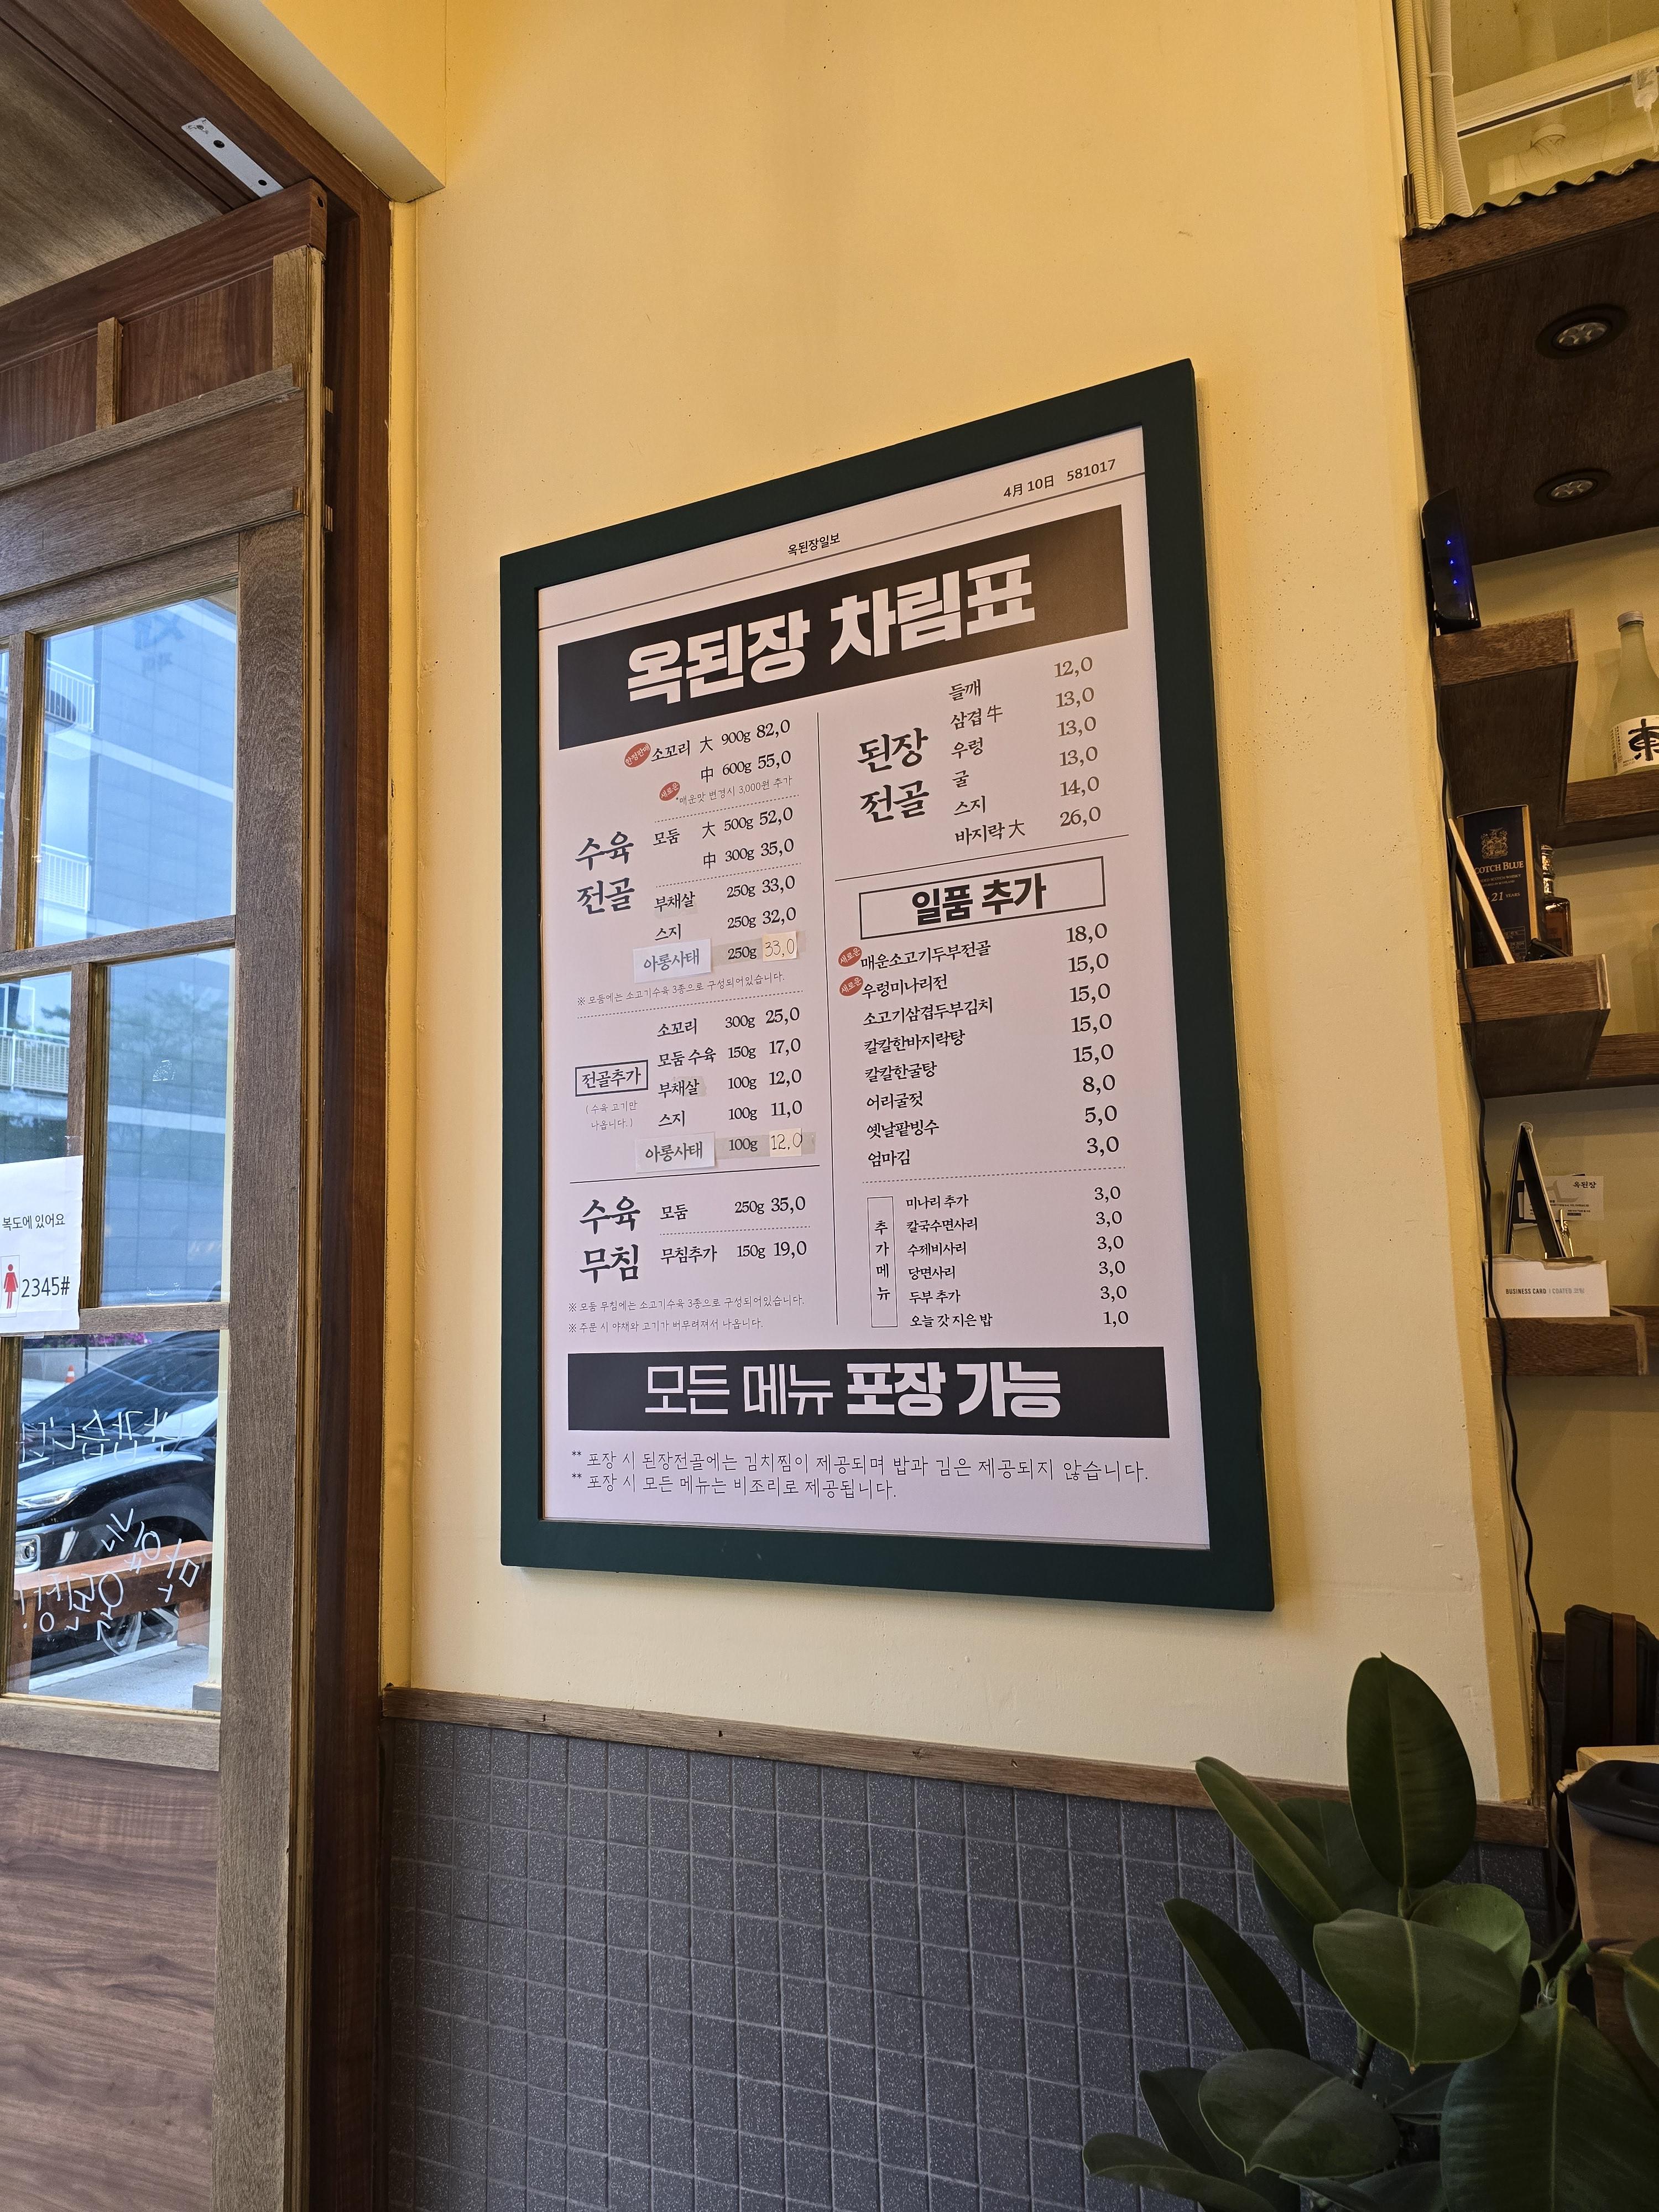 4月 10日 581017
옥된장일보
옥된장 차림표
수육
전골
한정판매 소꼬리 大 900g 82,0
中 600g 55,0
새로운 *매운맛 변경시 3,000원 추가
모둠 大 500g 52,0
中 300g 35,0
부채살 250g 33,0
스지 250g 32,0
아롱사태 250g 33,0
※ 모둠에는 소고기수육 3종으로 구성되어있습니다.
전골추가
(수육 고기만
나옵니다.)
소꼬리 300g 25,0
모둠 수육 150g 17,0
부채살 100g 12,0
스지 100g 11,0
아롱사태 100g 12,0
수육
무침
모둠 250g 35,0
무침추가 150g 19,0
※ 모둠 무침에는 소고기수육 3종으로 구성되어있습니다.
※ 주문 시 야채와 고기가 버무려져서 나옵니다.
된장
전골
들깨 12,0
삼겹 牛 13,0
우렁 13,0
굴 13,0
스지 14,0
바지락 大 26,0
일품 추가
새로운 매운소고기두부전골 18,0
새로운 우렁미나리전 15,0
소고기삼겹두부김치 15,0
칼칼한바지락탕 15,0
칼칼한굴탕 15,0
어리굴젓 8,0
옛날팥빙수 5,0
엄마김 3,0
추가메뉴
미나리 추가 3,0
칼국수면사리 3,0
수제비사리 3,0
당면사리 3,0
두부 추가 3,0
오늘 갓 지은 밥 1,0
모든 메뉴 포장 가능
** 포장 시 된장전골에는 김치찜이 제공되며 밥과 김은 제공되지 않습니다.
** 포장 시 모든 메뉴는 비조리로 제공됩니다.
복도에 있어요
2345#
SCOTCH BLUE
21 YEARS
옥된장
BUSINESS CARD